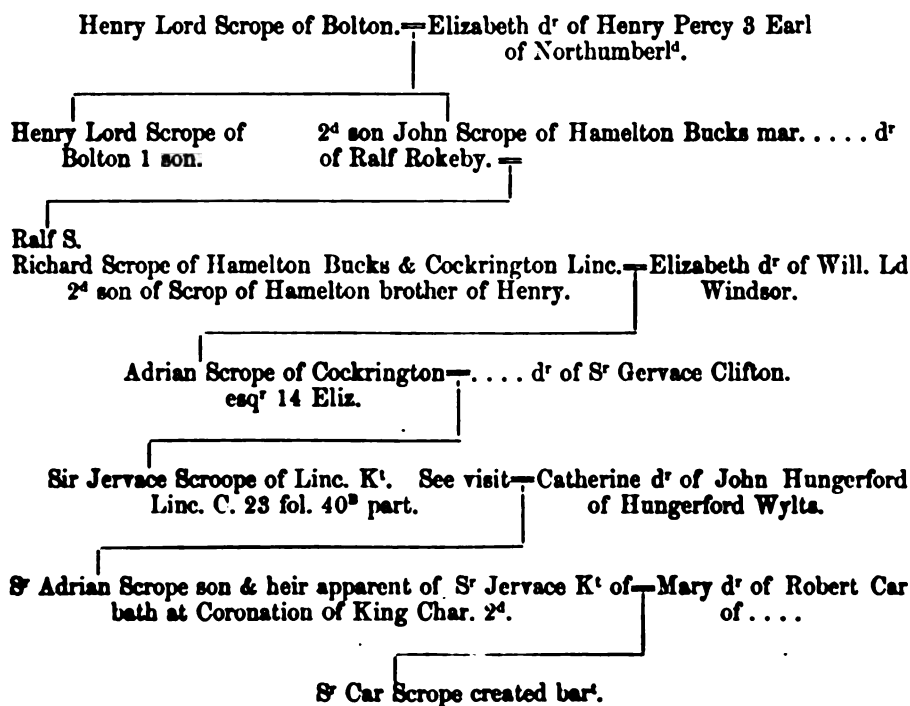 Henry Lord Scrope of Bolton.═Elizabeth dʳ of Henry Percy 3 Earl
of Northumberlᵈ.
Henry Lord Scrope of
Bolton 1 son.
2ᵈ son John Scrope of Hamelton Bucks mar. . . . . . dʳ
of Ralf Rokeby.═
Ralf S.
Richard Scrope of Hamelton Bucks & Cockrington Linc.═Elizabeth dʳ of Will. Ld
2ᵈ son of Scrop of Hamelton brother of Henry. Windsor.
Adrian Scrope of Cockrington═. . . . dʳ of Sʳ Gervace Clifton.
esqʳ 14 Eliz.
Sir Jervace Scroope of Linc. Kᵗ. See visit═Catherine dʳ of John Hungerford
Linc. C. 23 fol. 40ᴮ part. of Hungerford Wylts.
Sʳ Adrian Scrope son & heir apparent of Sʳ Jervace Kᵗ of═Mary dʳ of Robert Car
bath at Coronation of King Char. 2ᵈ. of . . . .
Sʳ Car Scrope created barᵗ.